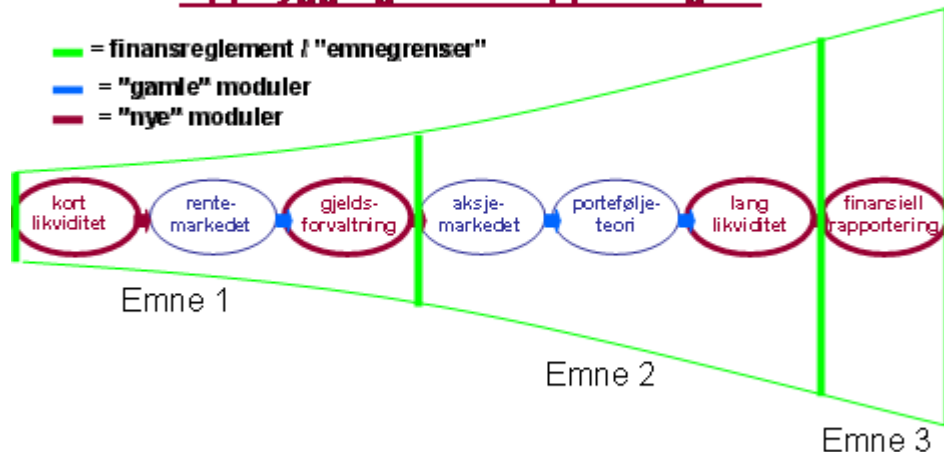 = finansreglement / "emnegrenser"
= "gamle" moduler
= "nye" moduler
kort
likviditet
rente-
markedet
gjelds-
forvaltning
aksje-
markedet
portefølje-
teori
lang
likviditet
finansiell
rapportering
Emne 1
Emne 2
Emne 3